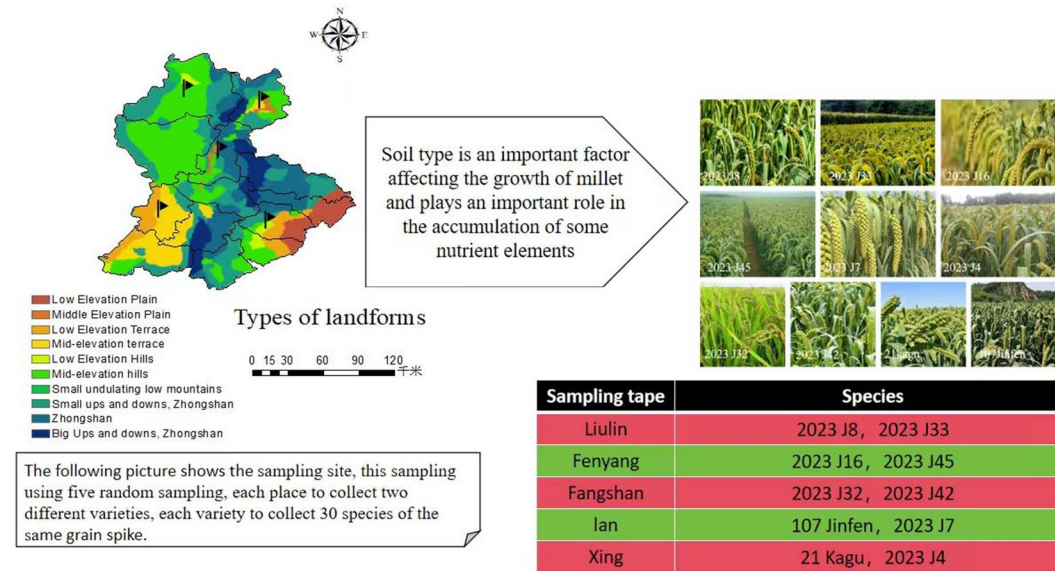 N
W
E
S
Soil type is an important factor
affecting the growth of millet
and plays an important role in
the accumulation of some
nutrient elements
2023 J8
2023 J33
2023 J16
2023 J45
2023 J7
2023 J4
2023 J32
2023 J42
21kagu
107Jinfen
Low Elevation Plain
Middle Elevation Plain
Low Elevation Terrace
Mid-elevation terrace
Low Elevation Hills
Mid-elevation hills
Small undulating low mountains
Small ups and downs, Zhongshan
Zhongshan
Big Ups and downs, Zhongshan
Types of landforms
0 15 30 60 90 120
千米
The following picture shows the sampling site, this sampling
using five random sampling, each place to collect two
different varieties, each variety to collect 30 species of the
same grain spike.
Sampling tape Species
Liulin 2023 J8, 2023 J33
Fenyang 2023 J16, 2023 J45
Fangshan 2023 J32, 2023 J42
lan 107 Jinfen, 2023 J7
Xing 21 Kagu, 2023 J4